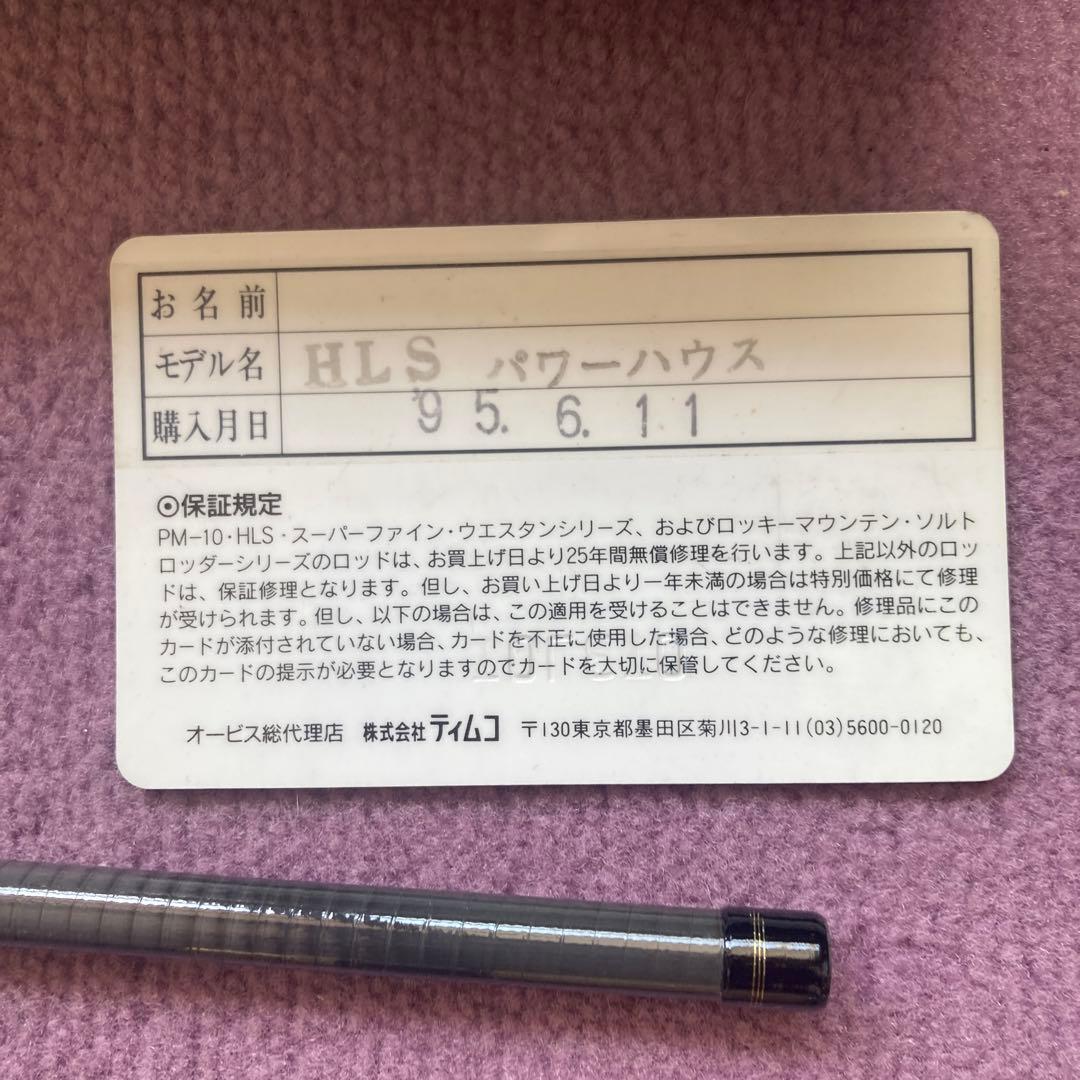 お名前
モデル名 HLS パワーハウス
購入月日 '95.6.11
⊙保証規定
PM-10・HLS・スーパーファイン・ウエスタンシリーズ、およびロッキーマウンテン・ソルト
ロッダーシリーズのロッドは、お買上げ日より25年間無償修理を行います。上記以外のロッ
ドは、保証修理となります。但し、お買い上げ日より一年未満の場合は特別価格にて修理
が受けられます。但し、以下の場合は、この適用を受けることはできません。修理品にこの
カードが添付されていない場合、カードを不正に使用した場合、どのような修理においても、
このカードの提示が必要となりますのでカードを大切に保管してください。
オービス総代理店 株式会社ティムコ 〒130東京都墨田区菊川3-1-11(03)5600-0120